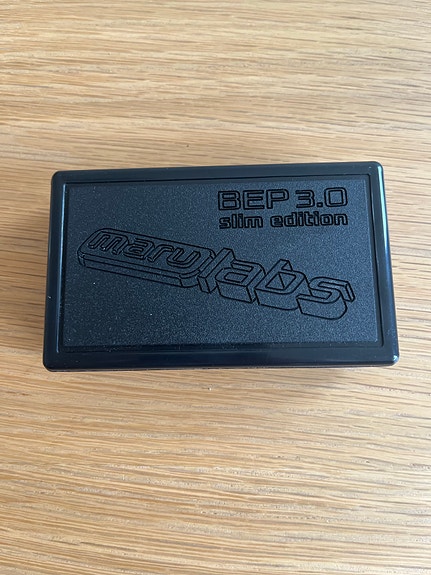 BEP 3.0
slim edition
marulabs